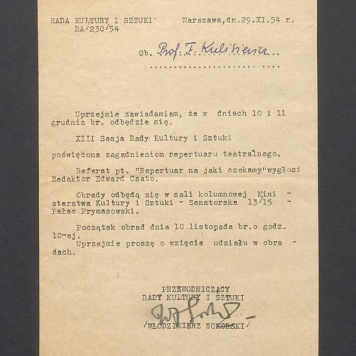 RADA KULTURY I SZTUKI Warszawa, dn. 29.XI.54 r.
RA/230/54
Ob. Prof T. Kulisiewicz
Uprzejmie zawiadamiam, że w dniach 10 i 11
grudnia br. odbędzie się.
XIII Sesja Rady Kultury i Sztuki
poświęcona zagadnieniom repertuaru teatralnego.
Referat pt. "Repertuar na jaki czekamy"wygłosi
Redaktor Edward Csato.
Obrady odbędą się w sali kolumnowej Mini -
sterstwa Kultury i Sztuki - Senatorska 13/15 -
Pałac Prymasowski.
Początek obrad dnia 10 listopada br.o godz.
10-ej.
Uprzejmie proszę o wzięcie udziału w obra -
dach.
PRZEWODNICZĄCY
RADY KULTURY I SZTUKI
/WŁODZIMIERZ SOKORSKI/